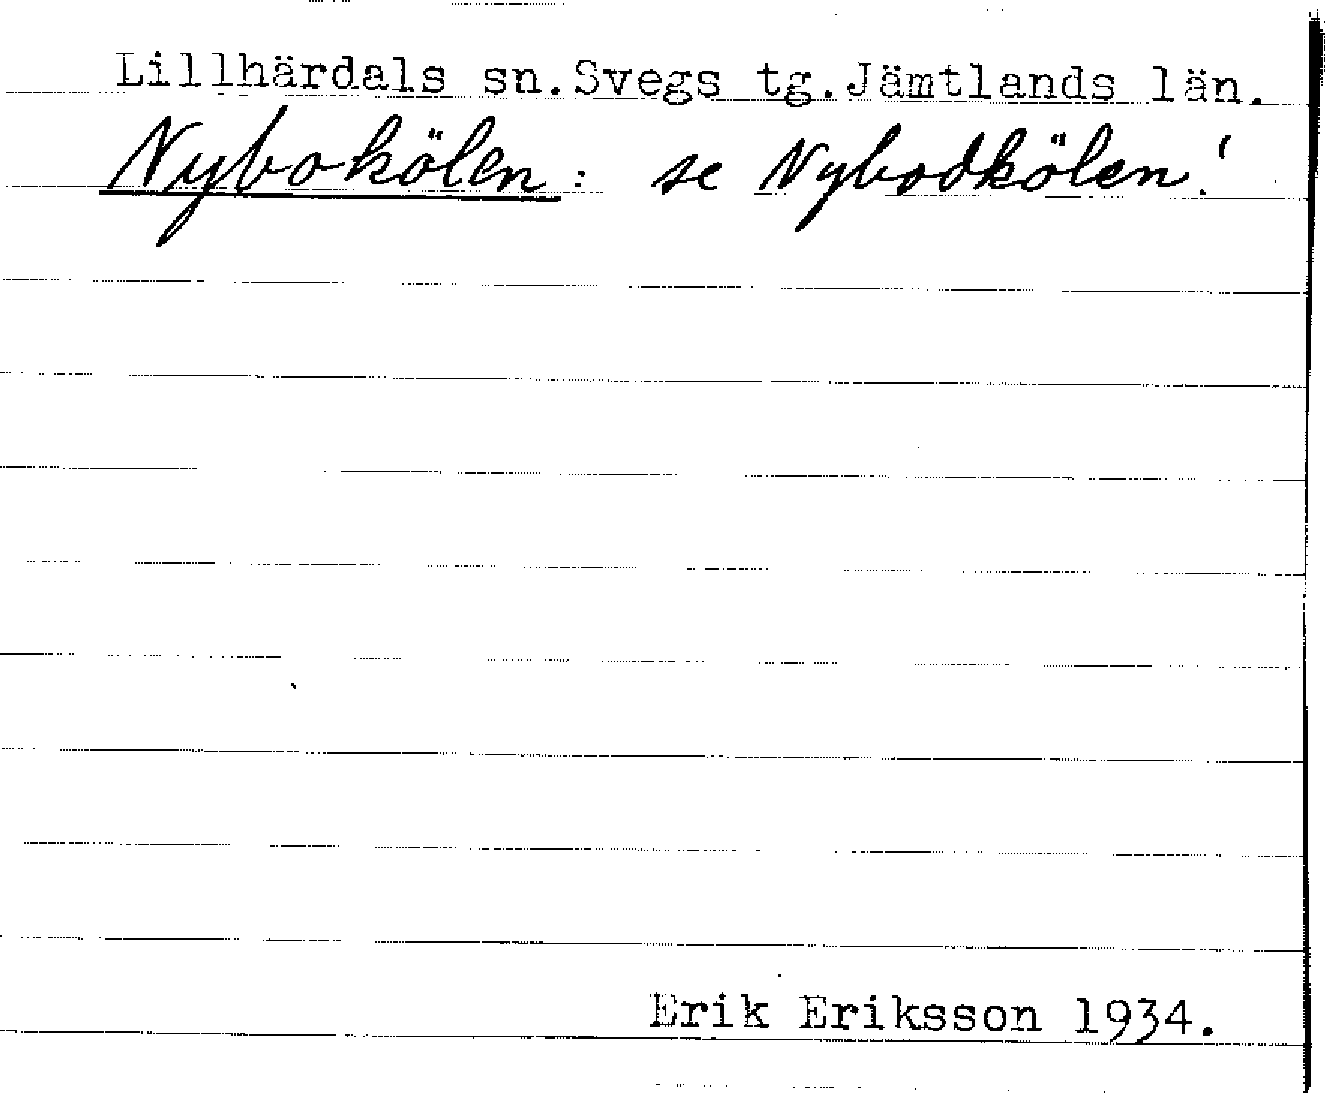 Lillhärdals sn. Svegs tg. Jämtlands län.
Nybokölen: se Nybodkölen!
Erik Eriksson 1934.